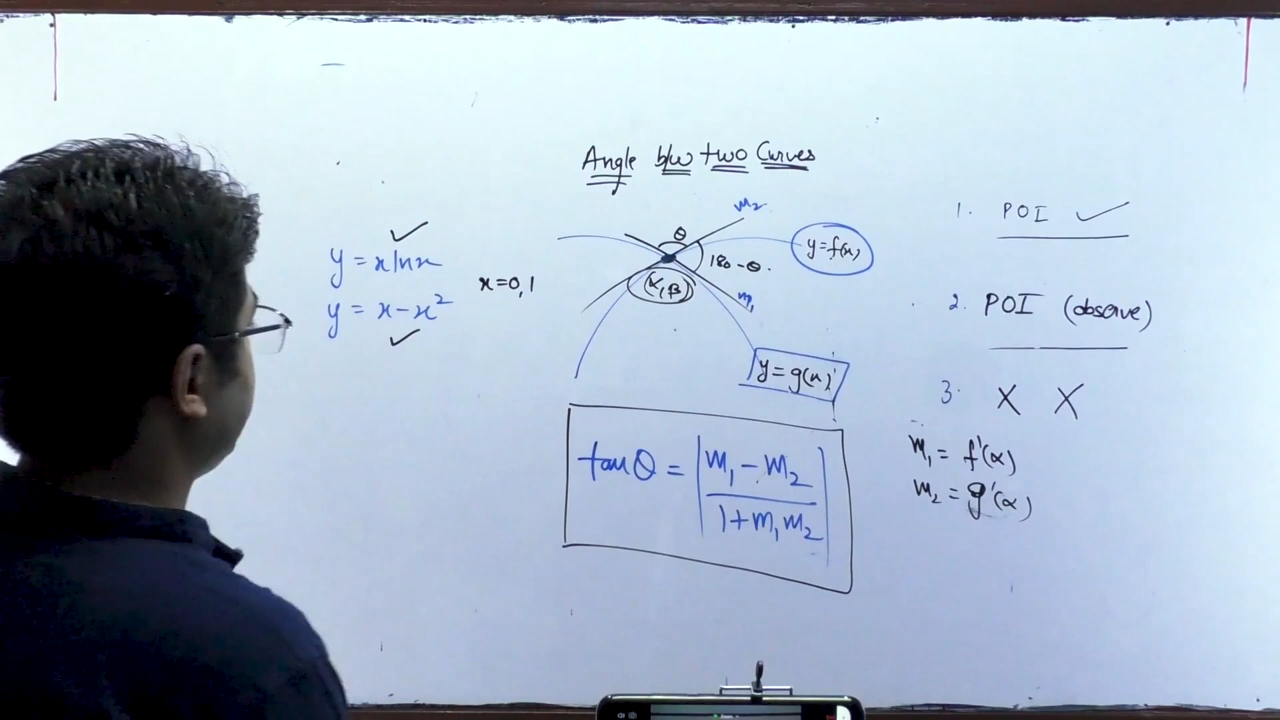 Angle b/w two Curves
y = x ln x
y = x - x²
x = 0, 1
θ
m₂
y = f(x)
180 - θ.
(α, β)
m₁
y = g(x)
tan θ = | (m₁ - m₂) / (1 + m₁ m₂) |
1. POI ✓
2. POI (observe)
3. X X
m₁ = f'(α)
m₂ = g'(α)